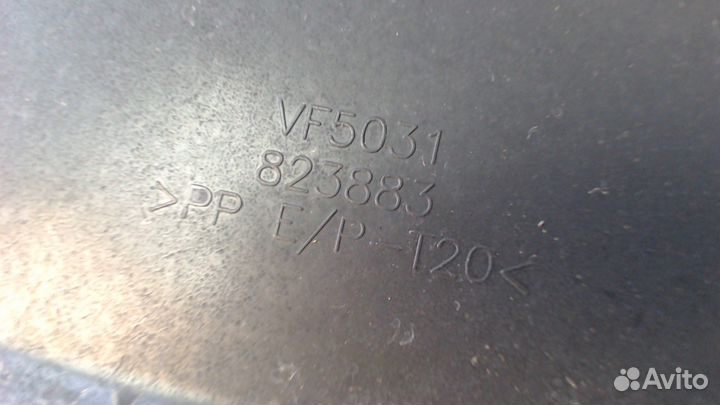 VF5031
823883
>PP E/P-T20<
Avito